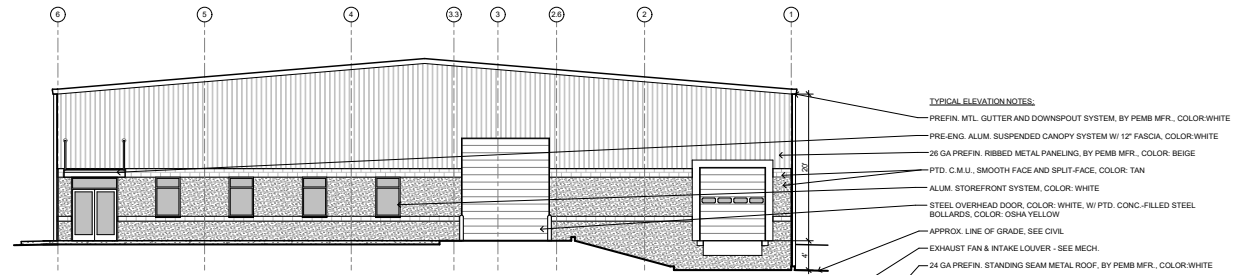 6 5 4 3.3 3 2.6 2 1
TYPICAL ELEVATION NOTES:
PREFIN. MTL. GUTTER AND DOWNSPOUT SYSTEM, BY PEMB MFR., COLOR:WHITE
PRE-ENG. ALUM. SUSPENDED CANOPY SYSTEM W/ 12" FASCIA, COLOR:WHITE
26 GA PREFIN. RIBBED METAL PANELING, BY PEMB MFR., COLOR: BEIGE
20'
PTD. C.M.U., SMOOTH FACE AND SPLIT-FACE, COLOR: TAN
ALUM. STOREFRONT SYSTEM, COLOR: WHITE
STEEL OVERHEAD DOOR, COLOR: WHITE, W/ PTD. CONC.-FILLED STEEL
BOLLARDS, COLOR: OSHA YELLOW
APPROX. LINE OF GRADE, SEE CIVIL
4'
EXHAUST FAN & INTAKE LOUVER - SEE MECH.
24 GA PREFIN. STANDING SEAM METAL ROOF, BY PEMB MFR., COLOR:WHITE